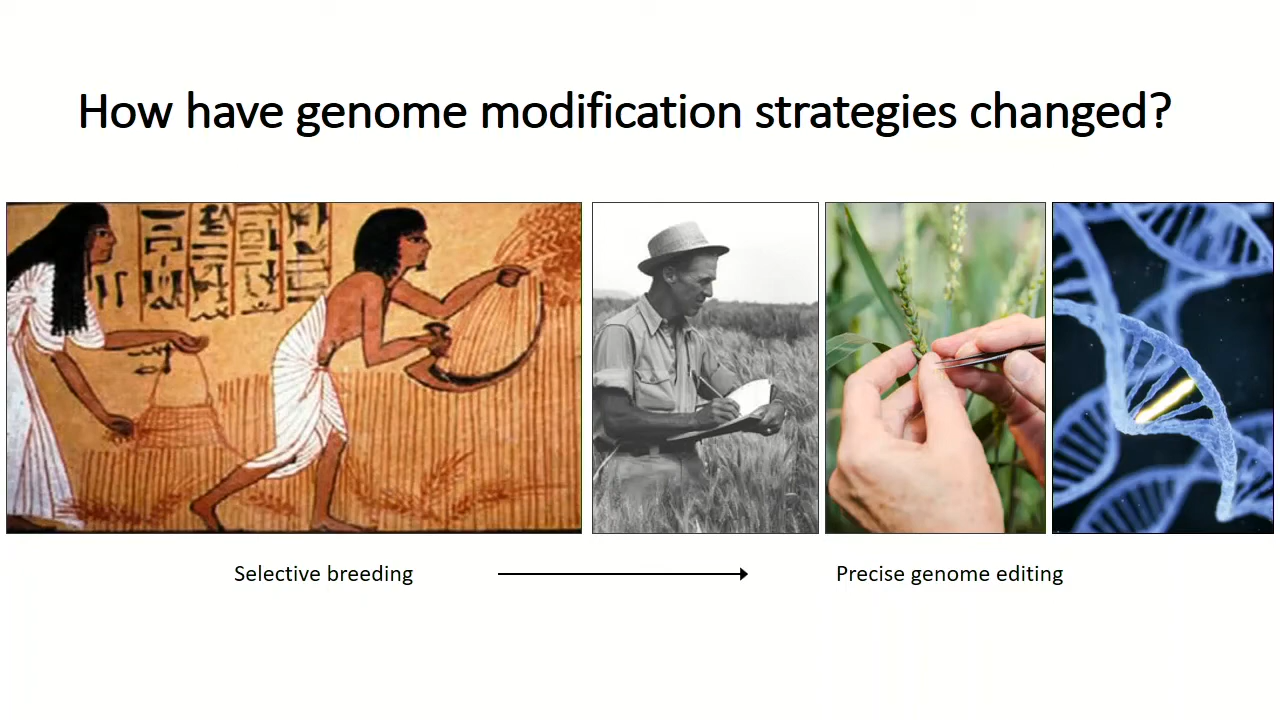 How have genome modification strategies changed?
Selective breeding
Precise genome editing